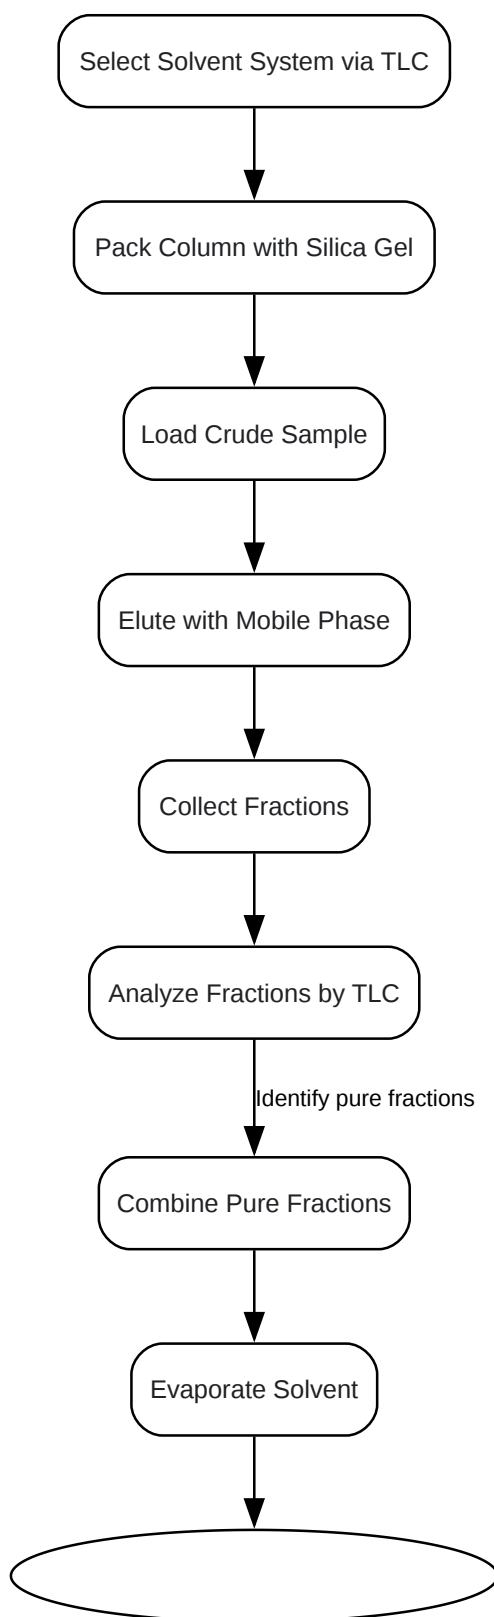 Select Solvent System via TLC
Pack Column with Silica Gel
Load Crude Sample
Elute with Mobile Phase
Collect Fractions
Analyze Fractions by TLC
Identify pure fractions
Combine Pure Fractions
Evaporate Solvent